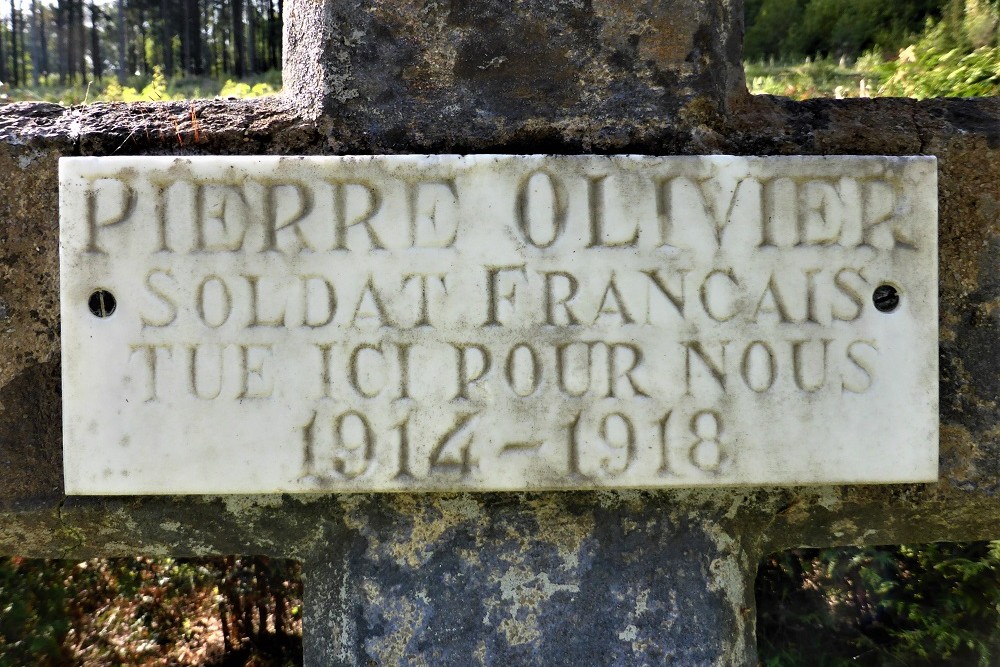 PIERRE OLIVIER
SOLDAT FRANCAIS
TUE ICI POUR NOUS
1914-1918